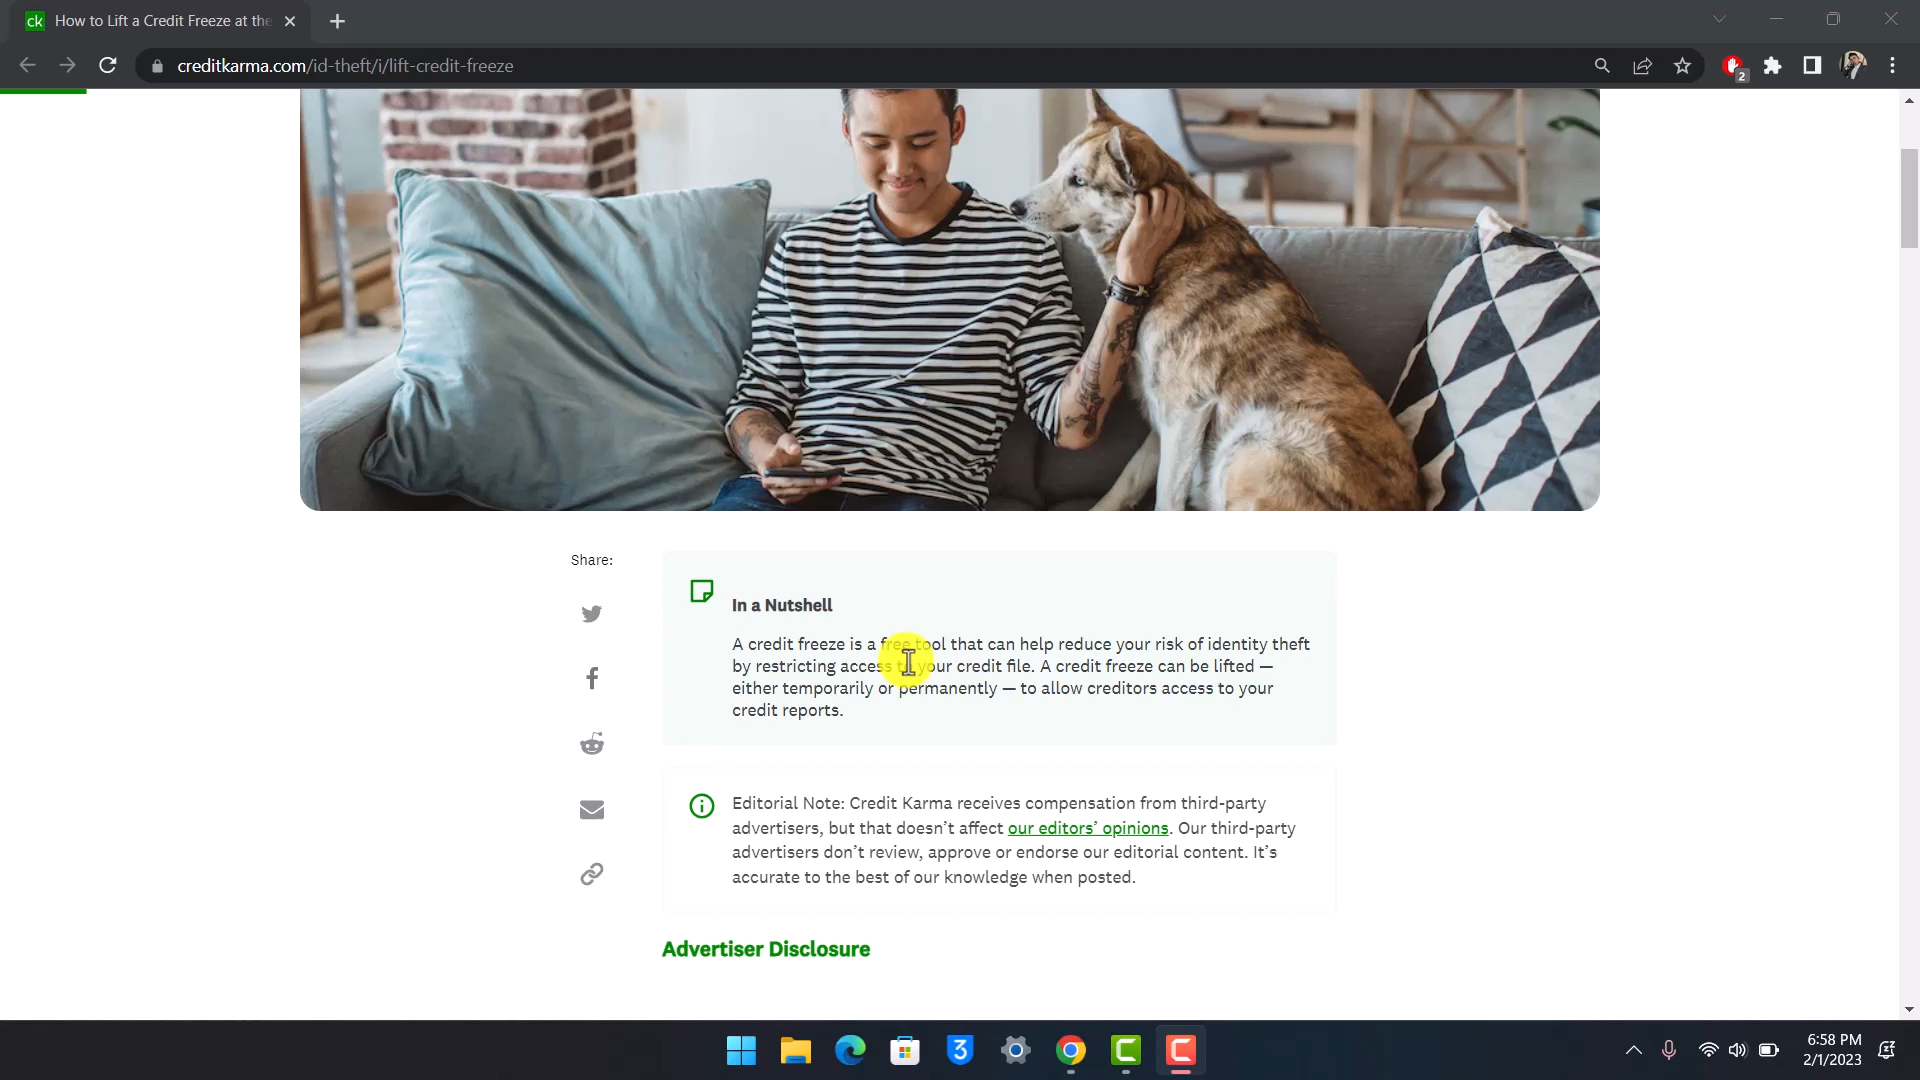 ck How to Lift a Credit Freeze at the
creditkarma.com/id-theft/i/lift-credit-freeze
2
Share:
In a Nutshell
A credit freeze is a free tool that can help reduce your risk of identity theft
by restricting access to your credit file. A credit freeze can be lifted —
either temporarily or permanently — to allow creditors access to your
credit reports.
Editorial Note: Credit Karma receives compensation from third-party
advertisers, but that doesn't affect our editors' opinions. Our third-party
advertisers don't review, approve or endorse our editorial content. It's
accurate to the best of our knowledge when posted.
Advertiser Disclosure
3
6:58 PM
2/1/2023